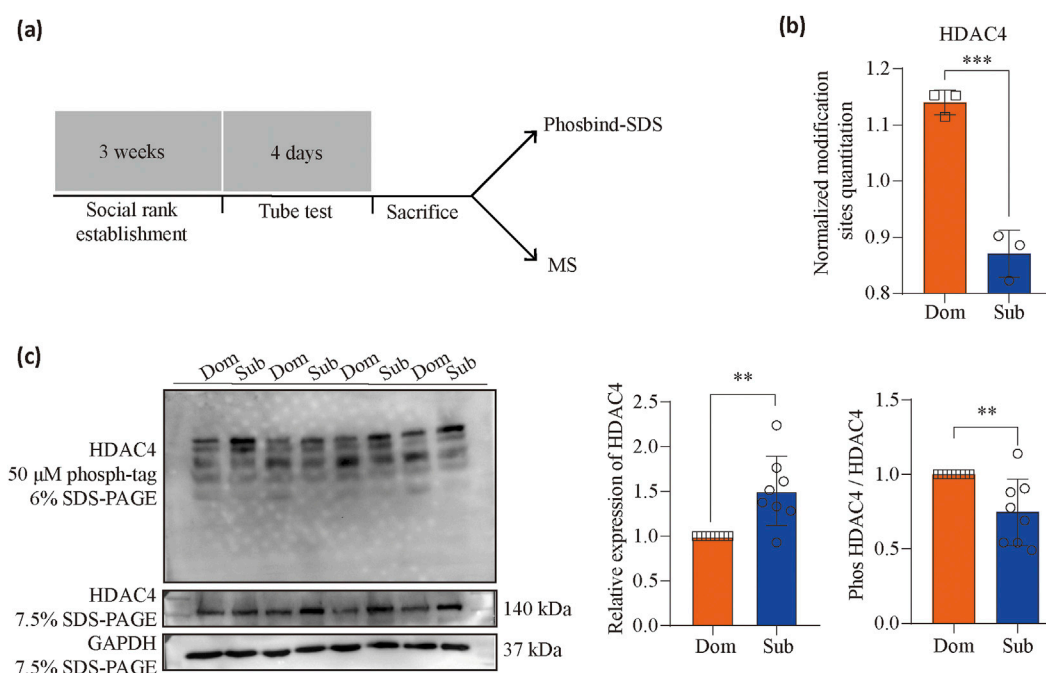 (a)
3 weeks
4 days
Social rank
establishment
Tube test
Sacrifice
Phosbind-SDS
MS
(b)
HDAC4
***
Normalized modification
sites quantitation
1.2
1.1
1.0
0.9
0.8
Dom
Sub
(c)
Dom Sub Dom Sub Dom Sub Dom Sub
HDAC4
50 μM phosph-tag
6% SDS-PAGE
HDAC4
7.5% SDS-PAGE
140 kDa
GAPDH
7.5% SDS-PAGE
37 kDa
Relative expression of HDAC4
**
2.5
2.0
1.5
1.0
0.5
0.0
Dom
Sub
Phos HDAC4 / HDAC4
**
1.5
1.0
0.5
0.0
Dom
Sub